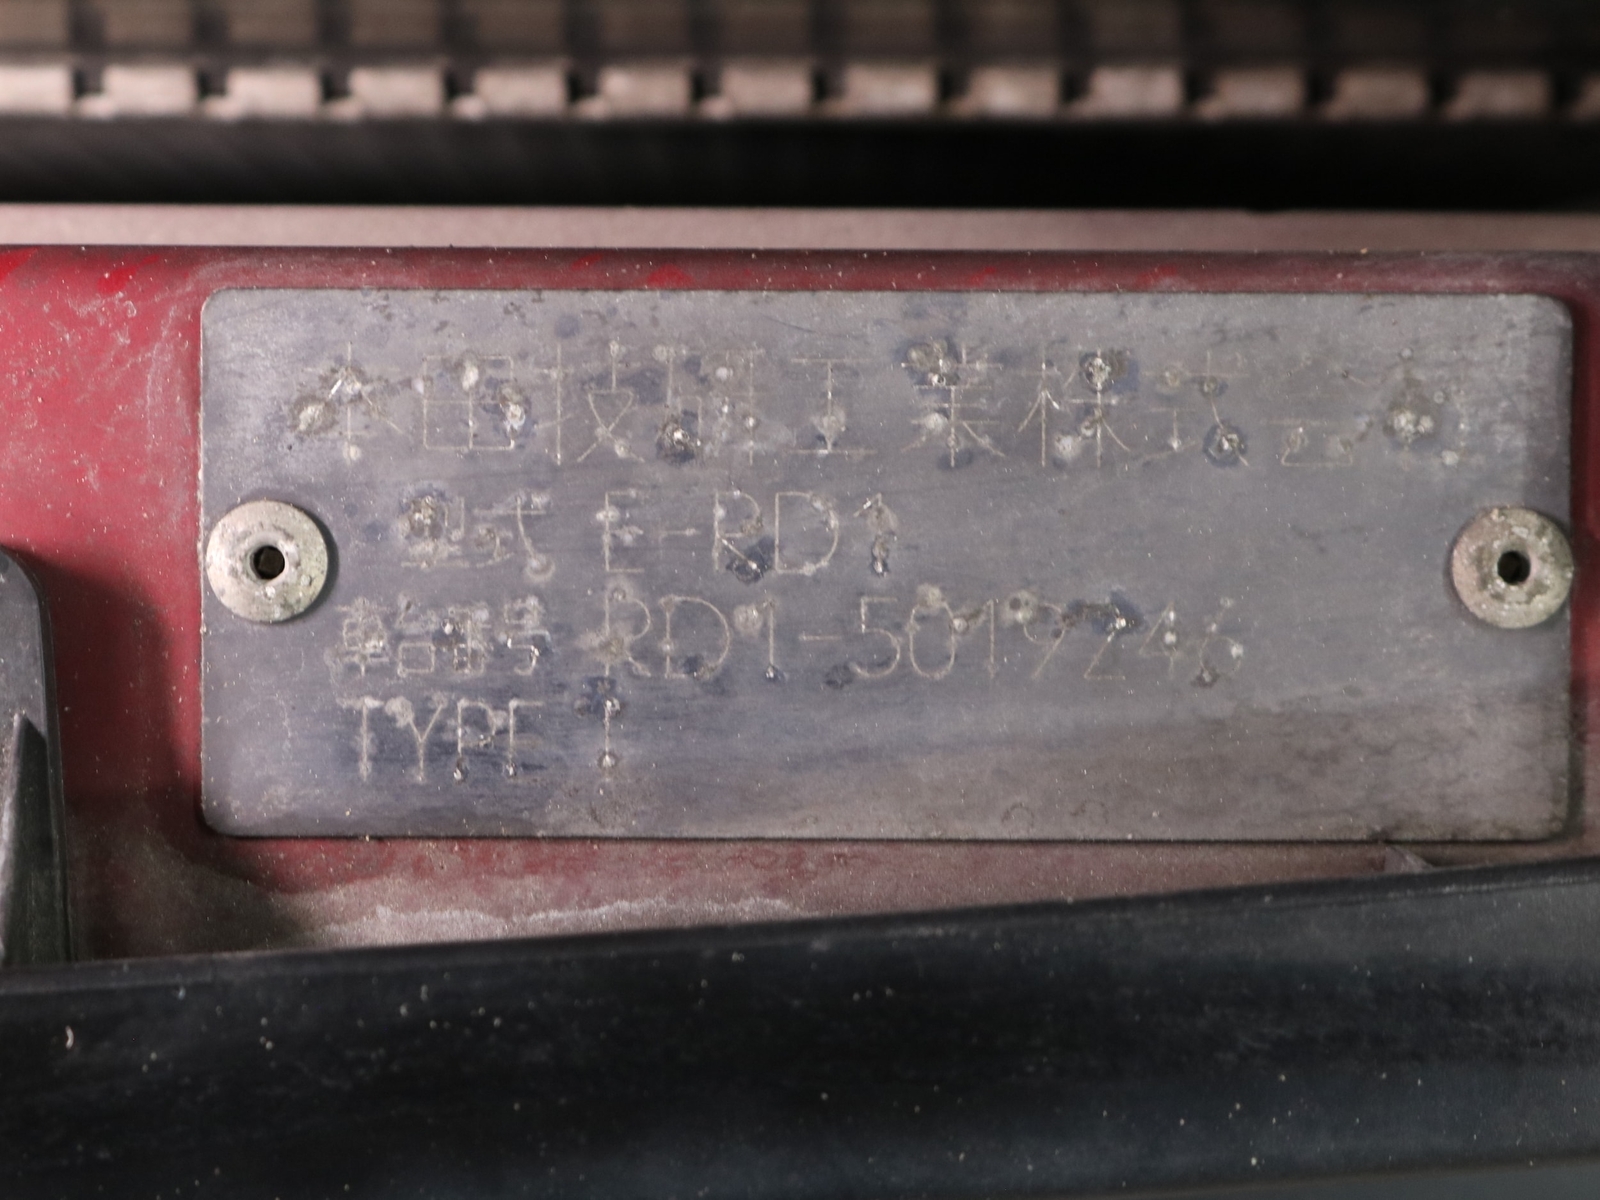 本田技研工業株式会社
型式 E-RD1
車台番号 RD1-5019246
TYPE T